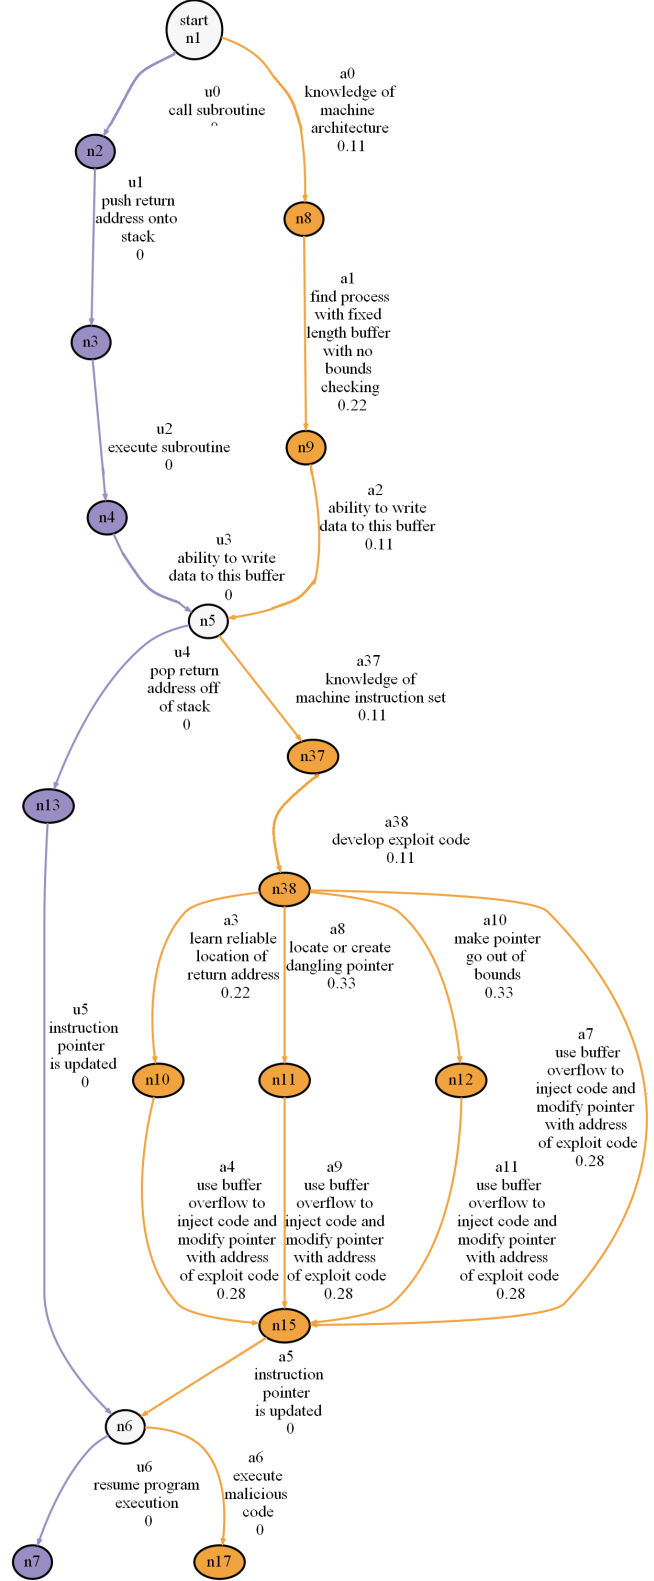 start
n1
u0
call subroutine
a0
knowledge of
machine
architecture
0.11
n2
u1
push return
address onto
stack
0
n8
a1
find process
with fixed
length buffer
with no
bounds
checking
0.22
n3
u2
execute subroutine
0
n9
a2
ability to write
data to this buffer
0.11
n4
u3
ability to write
data to this buffer
0
n5
u4
pop return
address off
of stack
0
a37
knowledge of
machine instruction set
0.11
n37
n13
a38
develop exploit code
0.11
n38
a3
learn reliable
location of
return address
0.22
a8
locate or create
dangling pointer
0.33
a10
make pointer
go out of
bounds
0.33
u5
instruction
pointer
is updated
0
a7
use buffer
overflow to
inject code and
modify pointer
with address
of exploit code
0.28
n10
n11
n12
a4
use buffer
overflow to
inject code and
modify pointer
with address
of exploit code
0.28
a9
use buffer
overflow to
inject code and
modify pointer
with address
of exploit code
0.28
a11
use buffer
overflow to
inject code and
modify pointer
with address
of exploit code
0.28
n15
a5
instruction
pointer
is updated
0
n6
u6
resume program
execution
0
a6
execute
malicious
code
0
n7
n17